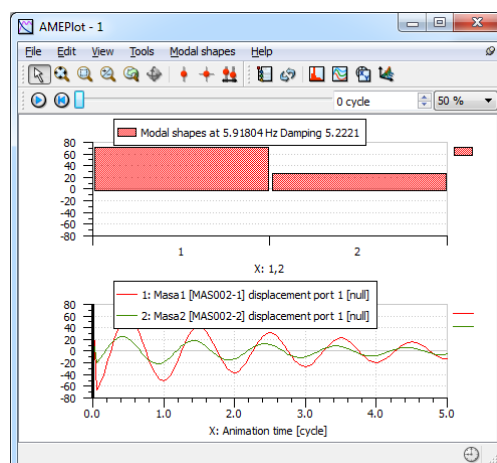 AMEPlot - 1
File Edit View Tools Modal shapes Help
0 cycle 50 %
Modal shapes at 5.91804 Hz Damping 5.2221
80
60
40
20
0
-20
-40
-60
-80
1 2
X: 1,2
1: Masa1 [MAS002-1] displacement port 1 [null]
2: Masa2 [MAS002-2] displacement port 1 [null]
80
60
40
20
0
-20
-40
-60
-80
0.0 1.0 2.0 3.0 4.0 5.0
X: Animation time [cycle]